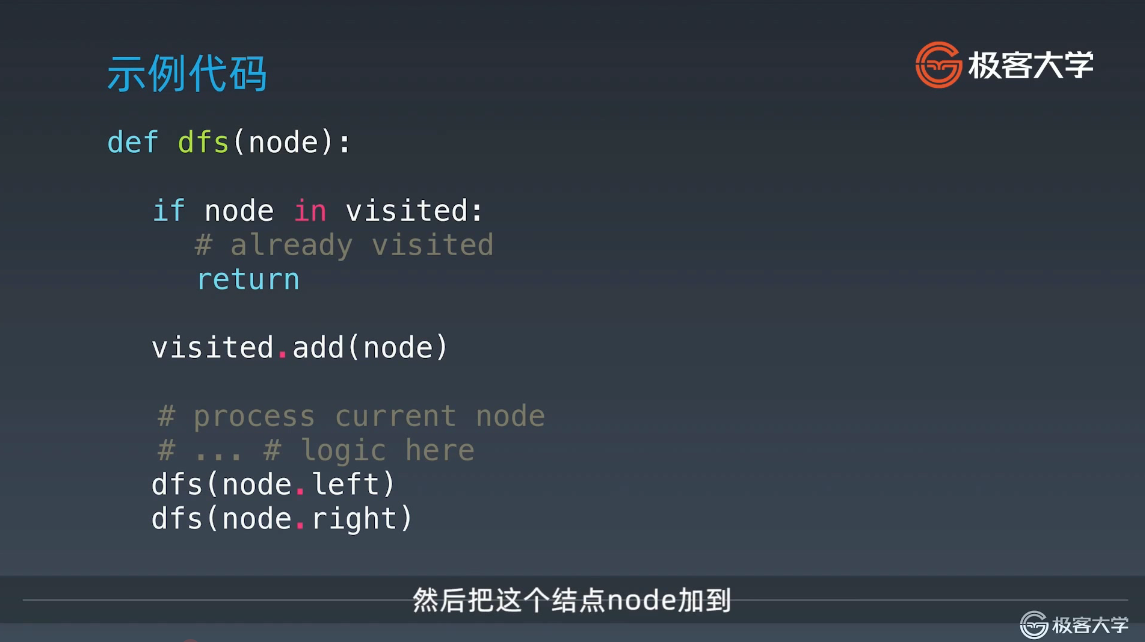 示例代码
极客大学
def dfs(node):
if node in visited:
# already visited
return
visited.add(node)
# process current node
# ... # logic here
dfs(node.left)
dfs(node.right)
然后把这个结点node加到
极客大学